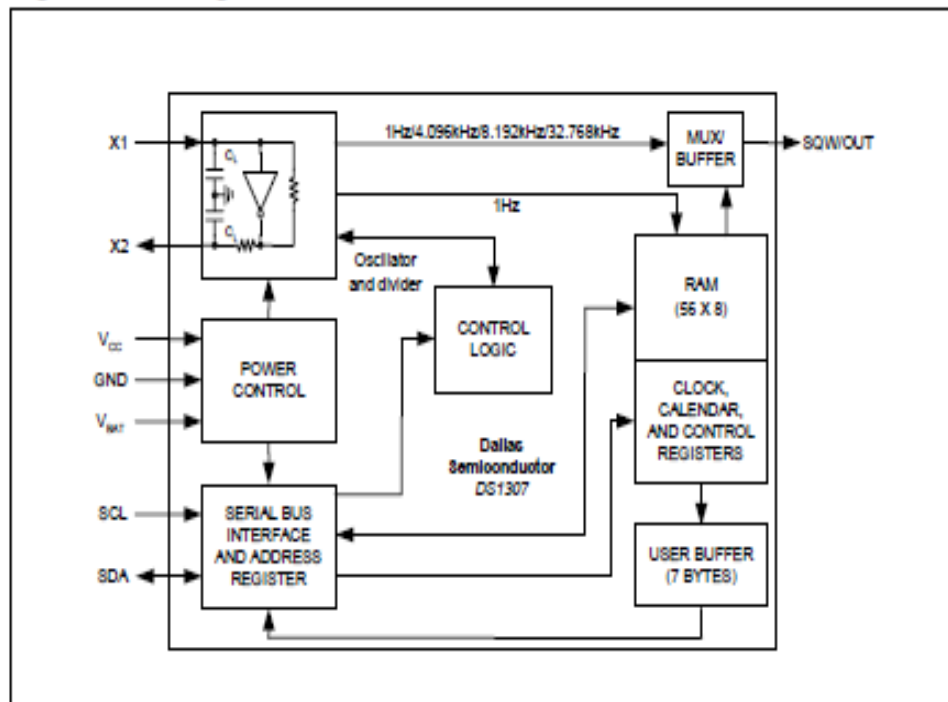 X1
C L
C L
X2
1Hz/4.096kHz/8.192kHz/32.768kHz
MUX/
BUFFER
SQW/OUT
1Hz
Oscillator
and divider
RAM
(56 X 8)
CONTROL
LOGIC
VCC
GND
VBAT
POWER
CONTROL
CLOCK,
CALENDAR,
AND CONTROL
REGISTERS
Dallas
Semiconductor
DS1307
SCL
SDA
SERIAL BUS
INTERFACE
AND ADDRESS
REGISTER
USER BUFFER
(7 BYTES)